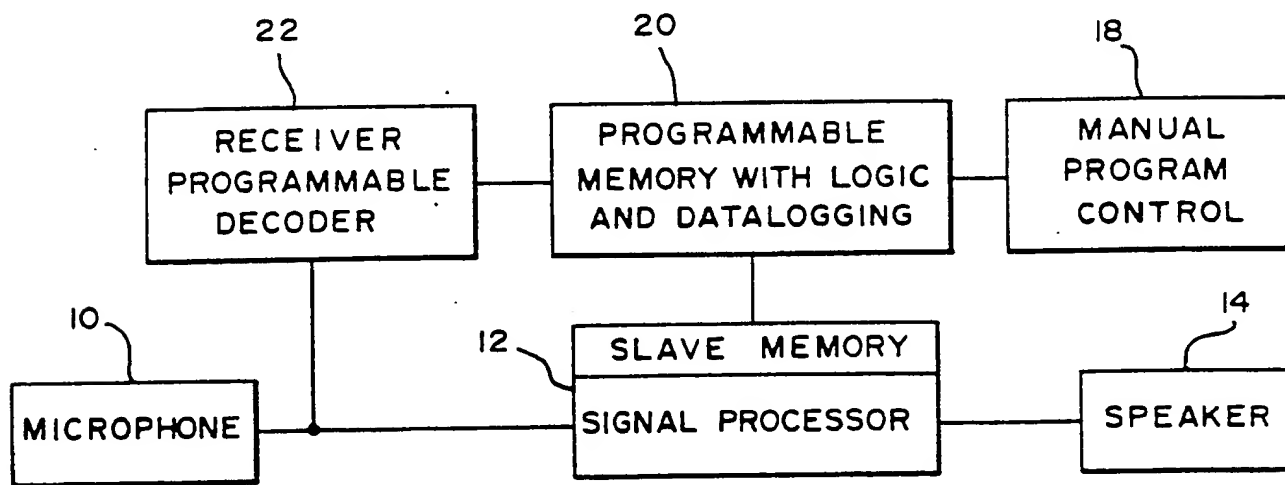 22
20
18
RECEIVER
PROGRAMMABLE
DECODER
PROGRAMMABLE
MEMORY WITH LOGIC
AND DATALOGGING
MANUAL
PROGRAM
CONTROL
10
12
14
MICROPHONE
SLAVE MEMORY
SIGNAL PROCESSOR
SPEAKER